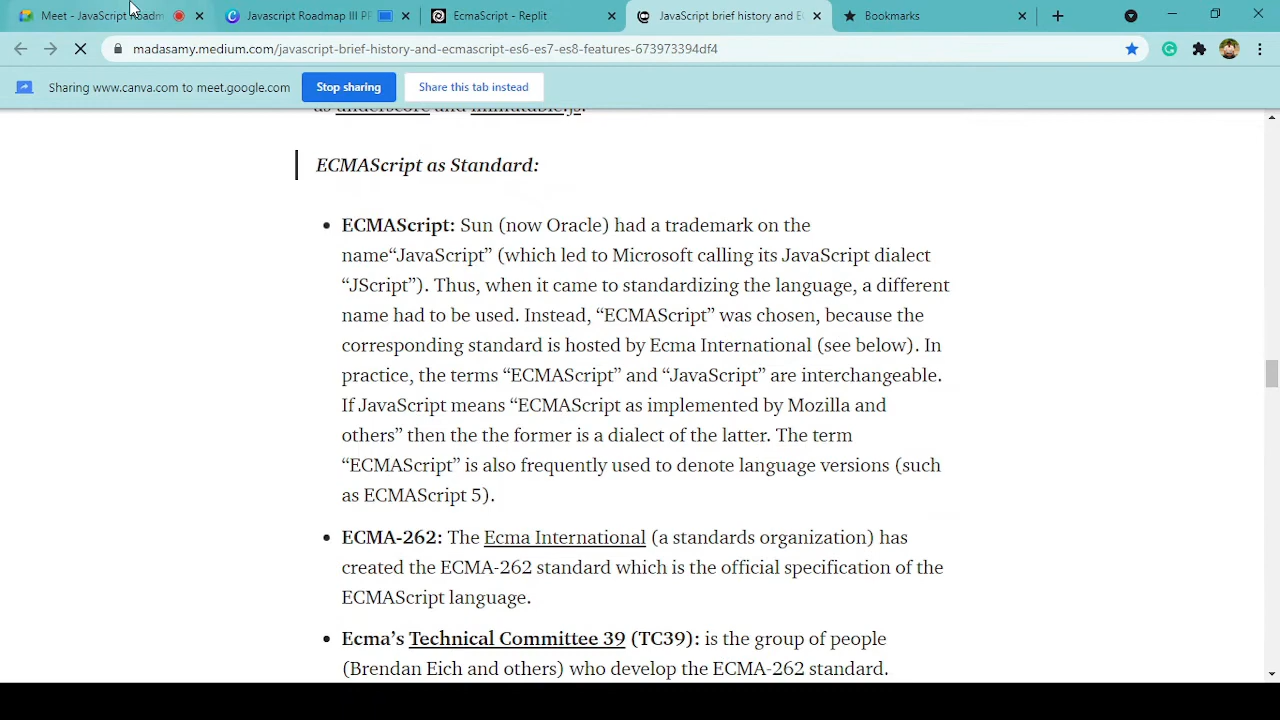 Meet - JavaScript Roadm
Javascript Roadmap III PP
EcmaScript - Replit
JavaScript brief history and EC
Bookmarks
madasamy.medium.com/javascript-brief-history-and-ecmascript-es6-es7-es8-features-673973394df4
Sharing www.canva.com to meet.google.com
Stop sharing
Share this tab instead
as underscore and immutable.js.
ECMAScript as Standard:
• ECMAScript: Sun (now Oracle) had a trademark on the
name“JavaScript” (which led to Microsoft calling its JavaScript dialect
“JScript”). Thus, when it came to standardizing the language, a different
name had to be used. Instead, “ECMAScript” was chosen, because the
corresponding standard is hosted by Ecma International (see below). In
practice, the terms “ECMAScript” and “JavaScript” are interchangeable.
If JavaScript means “ECMAScript as implemented by Mozilla and
others” then the the former is a dialect of the latter. The term
“ECMAScript” is also frequently used to denote language versions (such
as ECMAScript 5).
• ECMA-262: The Ecma International (a standards organization) has
created the ECMA-262 standard which is the official specification of the
ECMAScript language.
• Ecma’s Technical Committee 39 (TC39): is the group of people
(Brendan Eich and others) who develop the ECMA-262 standard.